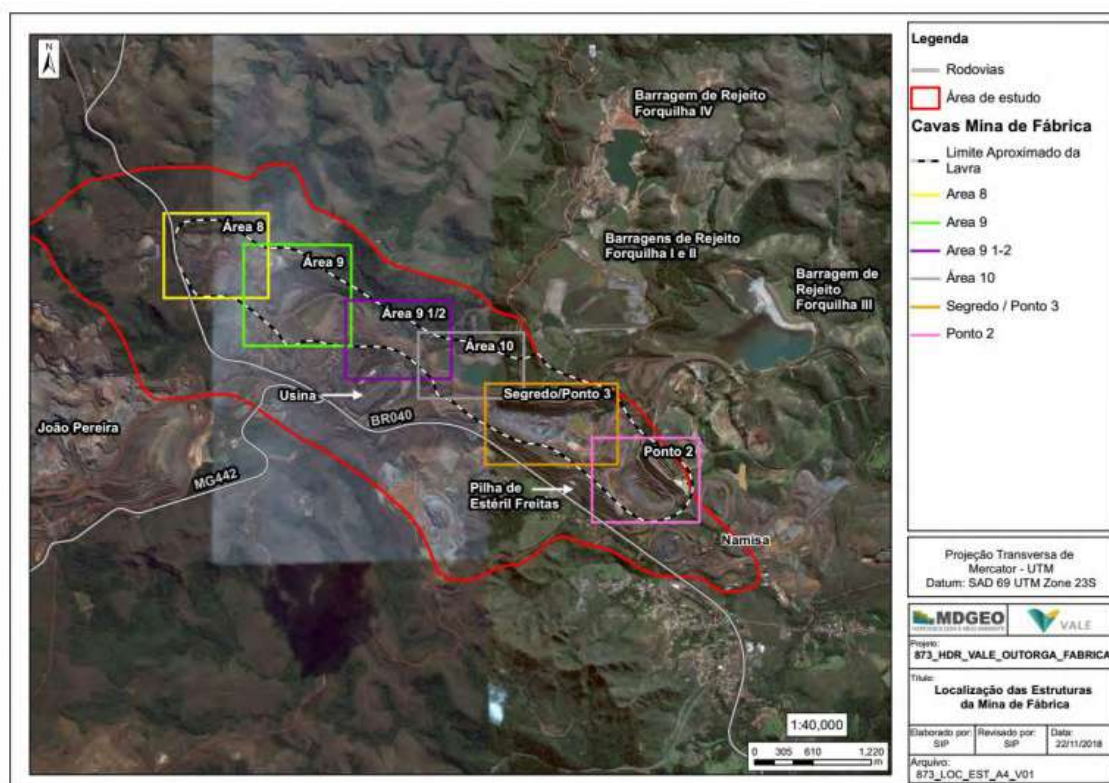 N
Barragem de Rejeito
Forquilha IV
Área 8
Área 9
Barragens de Rejeito
Forquilha I e II
Barragem de
Rejeito
Forquilha III
Área 9 1/2
Área 10
Usina
Segredo/Ponto 3
BR040
João Pereira
MG442
Ponto 2
Pilha de
Estéril Freitas
Namisa
1:40,000
0 305 610 1,220
m
Legenda
Rodovias
Área de estudo
Cavas Mina de Fábrica
Limite Aproximado da
Lavra
Area 8
Area 9
Area 9 1-2
Área 10
Segredo / Ponto 3
Ponto 2
Projeção Transversa de
Mercator - UTM
Datum: SAD 69 UTM Zone 23S
MDGEO
VALE
Projeto:
873_HDR_VALE_OUTORGA_FABRICA
Título:
Localização das Estruturas
da Mina de Fábrica
Elaborado por: Revisado por: Data:
SIP SIP 22/11/2018
Arquivo:
873_LOC_EST_A4_V01